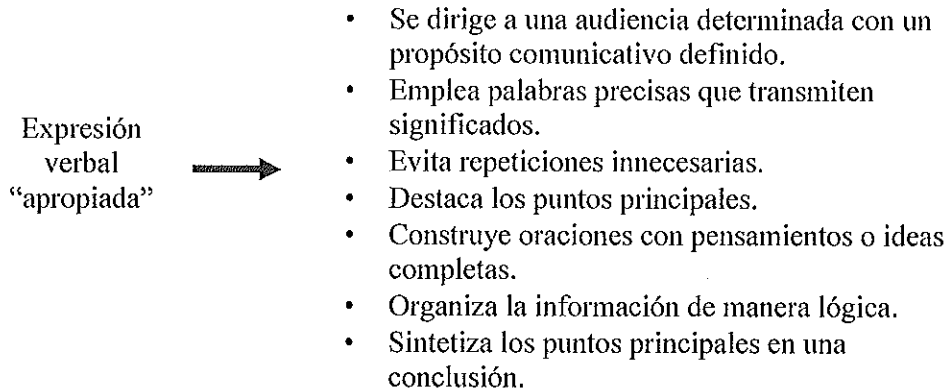 Expresión
verbal
“apropiada”
• Se dirige a una audiencia determinada con un
propósito comunicativo definido.
• Emplea palabras precisas que transmiten
significados.
• Evita repeticiones innecesarias.
• Destaca los puntos principales.
• Construye oraciones con pensamientos o ideas
completas.
• Organiza la información de manera lógica.
• Sintetiza los puntos principales en una
conclusión.